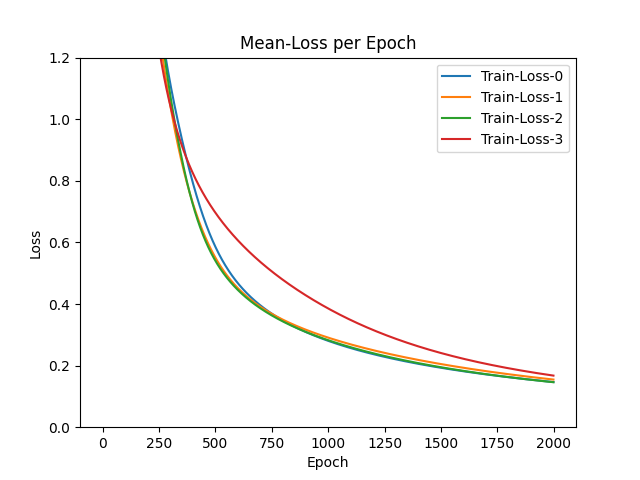 Mean-Loss per Epoch
Train-Loss-0
Train-Loss-1
Train-Loss-2
Train-Loss-3
Loss
1.2
1.0
0.8
0.6
0.4
0.2
0.0
0 250 500 750 1000 1250 1500 1750 2000
Epoch